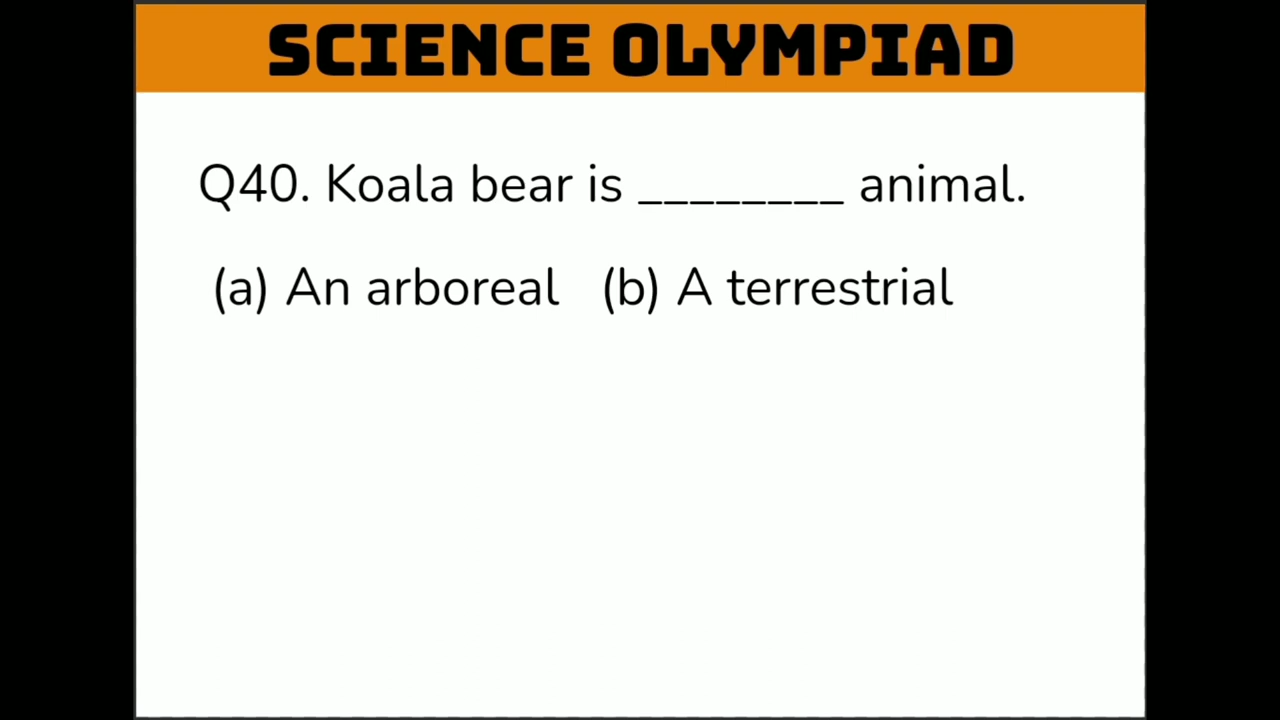 SCIENCE OLYMPIAD
Q40. Koala bear is ________ animal.
(a) An arboreal (b) A terrestrial